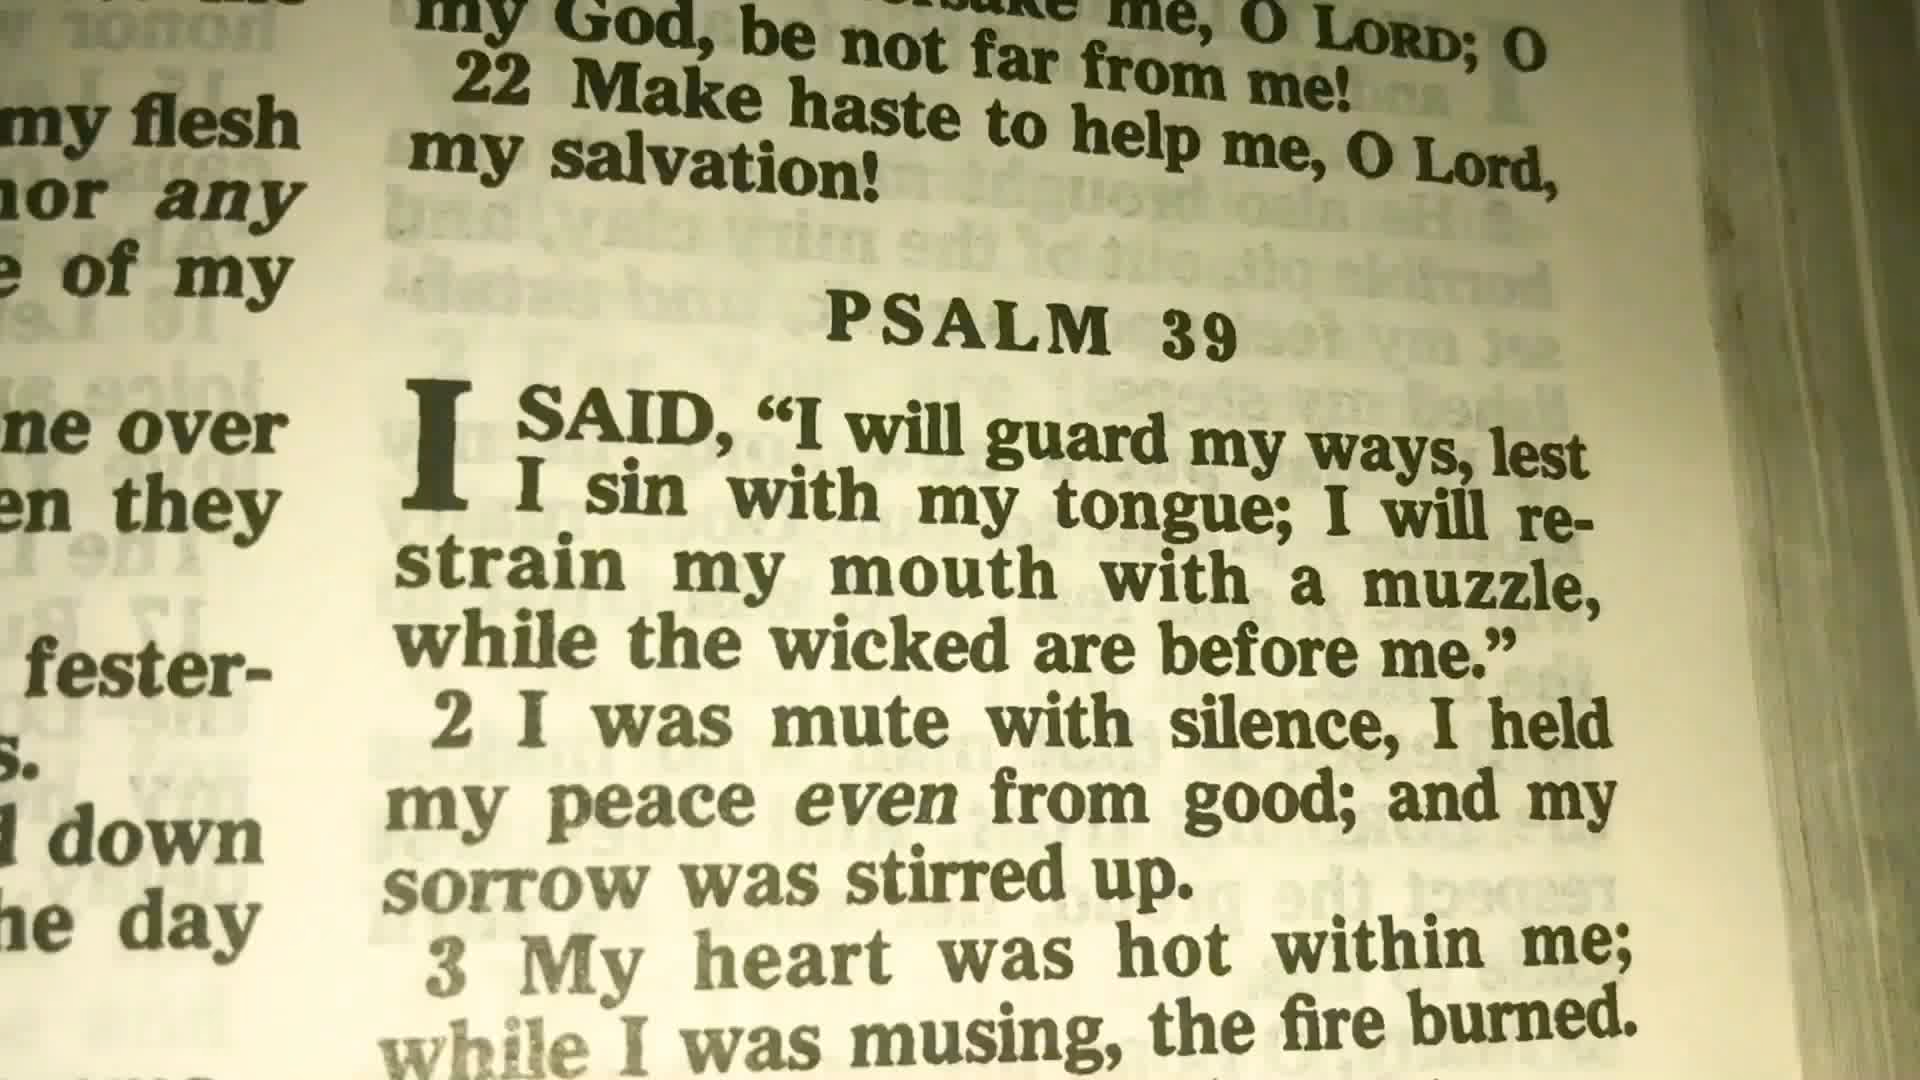 my flesh
any
of my
over
they
fester-
down
day
me, O LORD; O
my God, be not far from me!
22 Make haste to help me, O Lord,
my salvation!
PSALM 39
I SAID, “I will guard my ways, lest
I sin with my tongue; I will re-
strain my mouth with a muzzle,
while the wicked are before me.”
2 I was mute with silence, I held
my peace even from good; and my
sorrow was stirred up.
3 My heart was hot within me;
while I was musing, the fire burned.